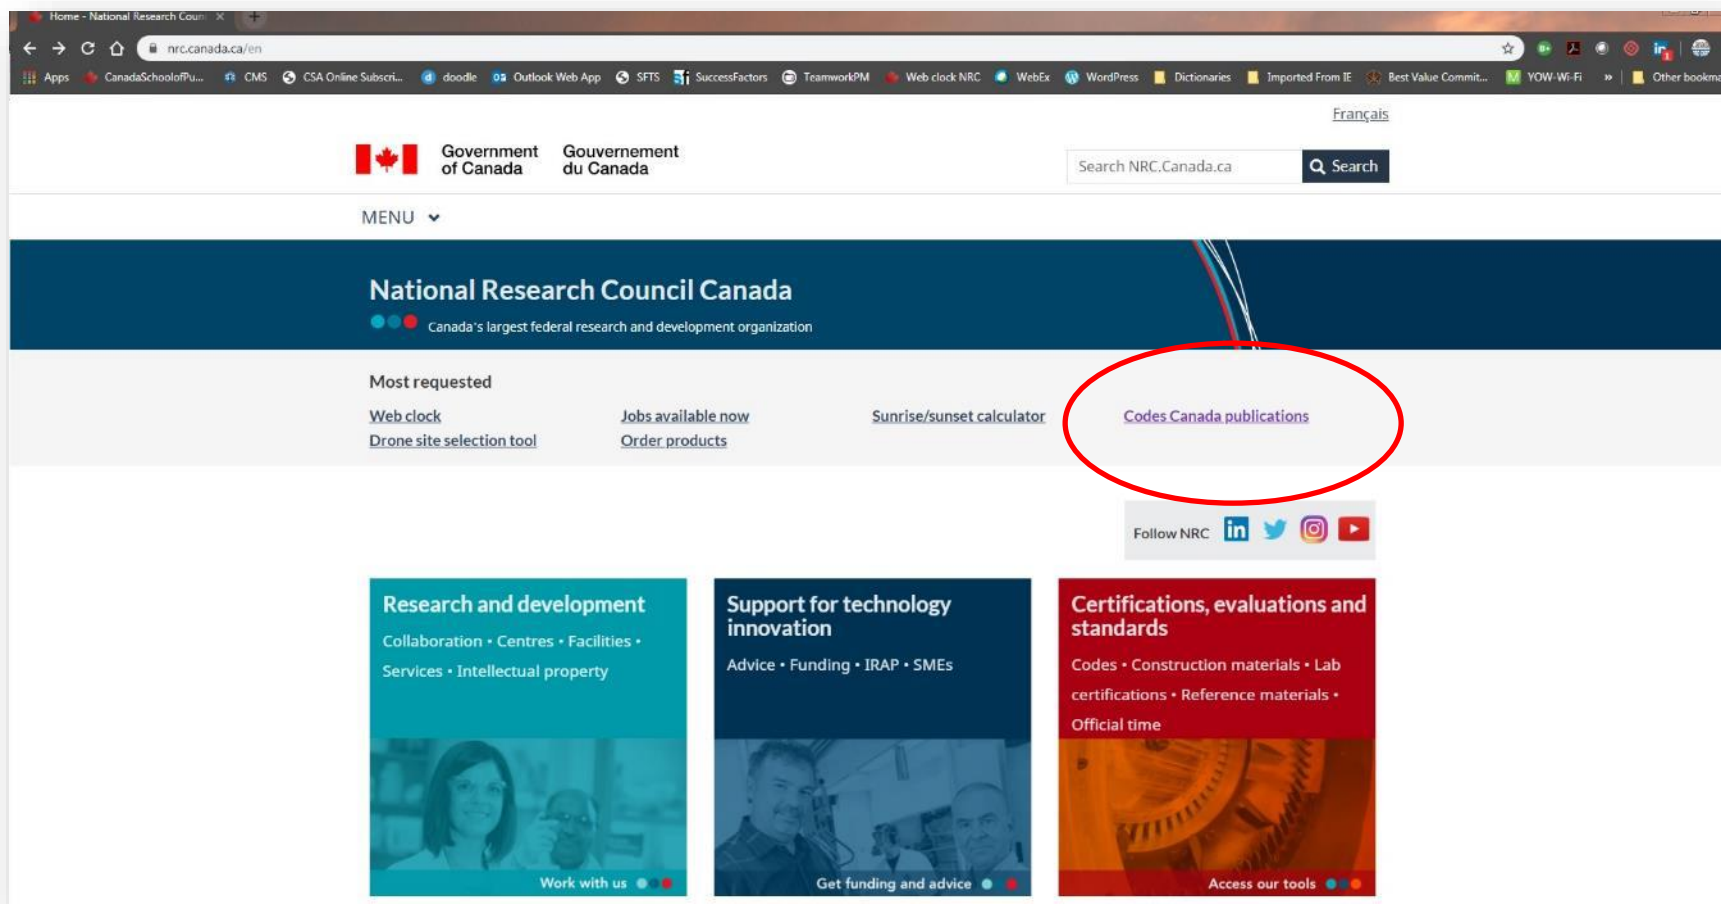 Home - National Research Coun
nrc.canada.ca/en
Apps CanadaSchoolofPu... CMS CSA Online Subscri... doodle Outlook Web App SFTS SuccessFactors TeamworkPM Web clock NRC WebEx WordPress Dictionaries Imported From IE Best Value Commit... YOW-Wi-Fi » Other bookma
Français
Government of Canada
Gouvernement du Canada
Search NRC.Canada.ca
Search
MENU
National Research Council Canada
Canada's largest federal research and development organization
Most requested
Web clock Jobs available now Sunrise/sunset calculator Codes Canada publications
Drone site selection tool Order products
Follow NRC
Research and development
Collaboration • Centres • Facilities •
Services • Intellectual property
Work with us
Support for technology
innovation
Advice • Funding • IRAP • SMEs
Get funding and advice
Certifications, evaluations and
standards
Codes • Construction materials • Lab
certifications • Reference materials •
Official time
Access our tools